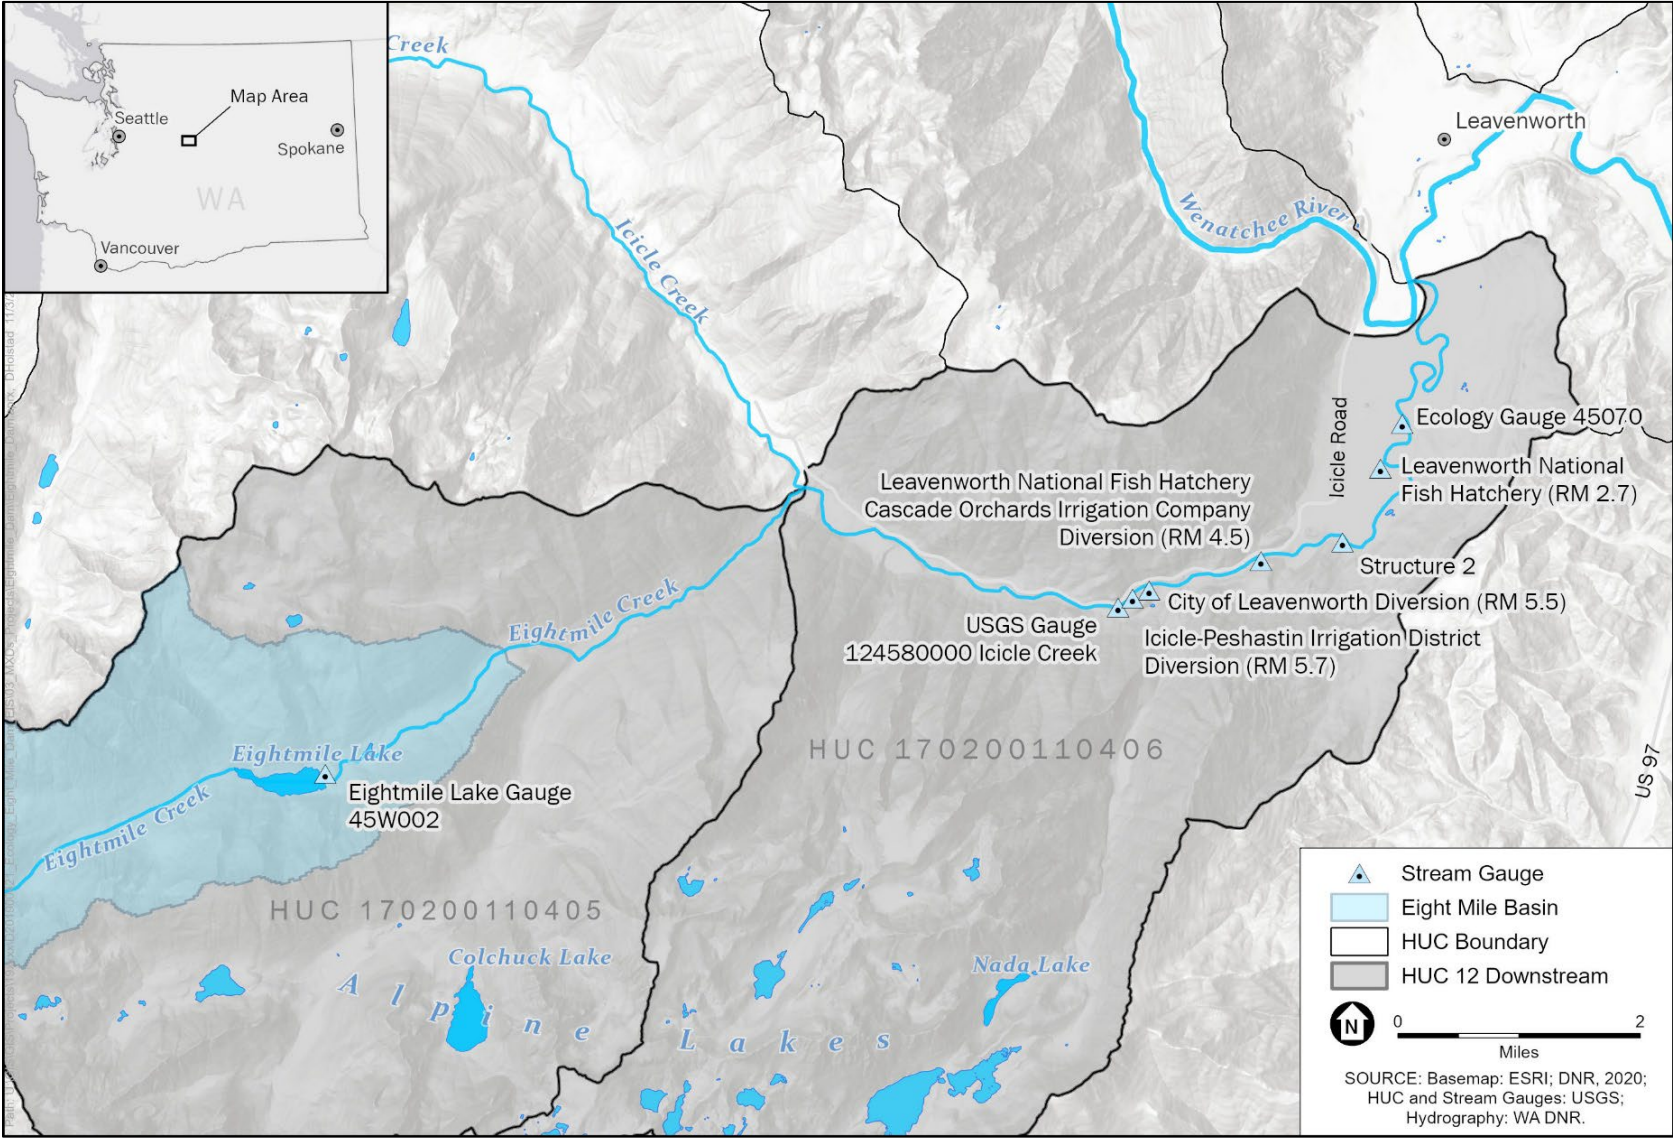 Creek
Map Area
Seattle
Spokane
WA
Vancouver
Leavenworth
Wenatchee River
Icicle Creek
Icicle Road
Ecology Gauge 45070
Leavenworth National
Fish Hatchery (RM 2.7)
Leavenworth National Fish Hatchery
Cascade Orchards Irrigation Company
Diversion (RM 4.5)
Structure 2
City of Leavenworth Diversion (RM 5.5)
Icicle-Peshastin Irrigation District
Diversion (RM 5.7)
USGS Gauge
124580000 Icicle Creek
Eightmile Creek
Eightmile Lake
Eightmile Lake Gauge
45W002
Eightmile Creek
HUC 170200110406
HUC 170200110405
US 97
Colchuck Lake
Nada Lake
Alpine Lakes
Stream Gauge
Eight Mile Basin
HUC Boundary
HUC 12 Downstream
N
0 2
Miles
SOURCE: Basemap: ESRI; DNR, 2020;
HUC and Stream Gauges: USGS;
Hydrography: WA DNR.